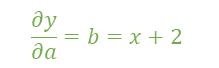 ∂y/∂a = b = x + 2